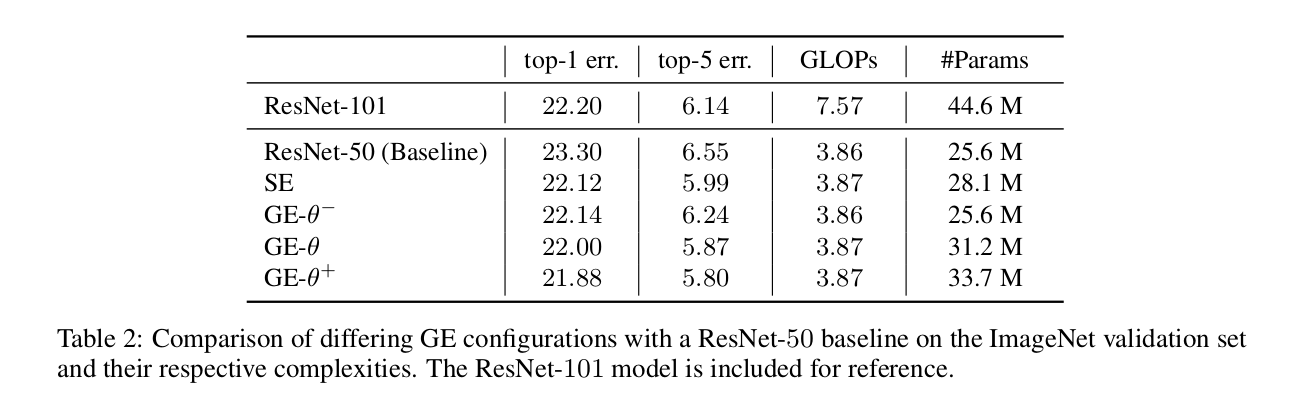 top-1 err. top-5 err. GLOPs #Params
ResNet-101 22.20 6.14 7.57 44.6 M
ResNet-50 (Baseline) 23.30 6.55 3.86 25.6 M
SE 22.12 5.99 3.87 28.1 M
GE-θ⁻ 22.14 6.24 3.86 25.6 M
GE-θ 22.00 5.87 3.87 31.2 M
GE-θ⁺ 21.88 5.80 3.87 33.7 M
Table 2: Comparison of differing GE configurations with a ResNet-50 baseline on the ImageNet validation set
and their respective complexities. The ResNet-101 model is included for reference.